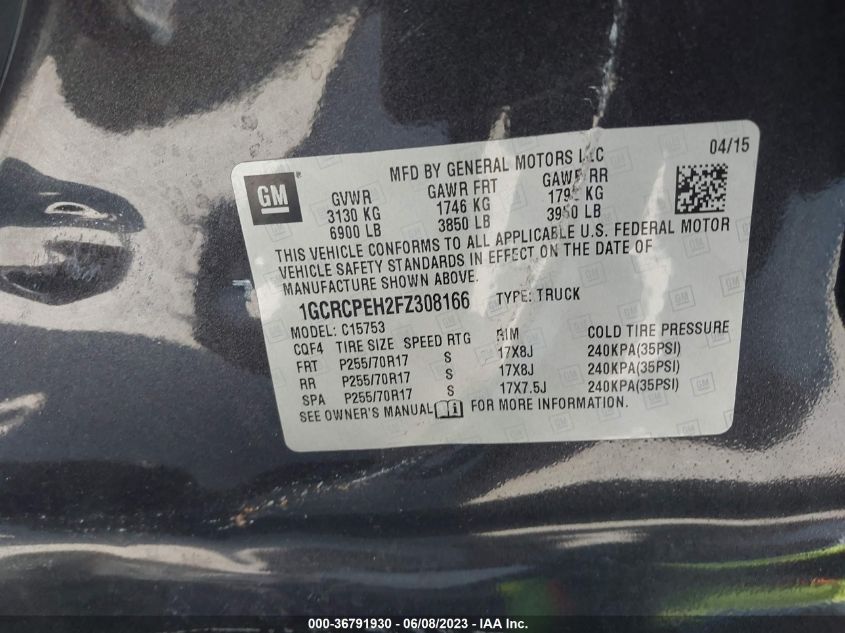 MFD BY GENERAL MOTORS LLC 04/15
GM
GVWR GAWR FRT GAWR RR
3130 KG 1746 KG 1792 KG
6900 LB 3850 LB 3950 LB
THIS VEHICLE CONFORMS TO ALL APPLICABLE U.S. FEDERAL MOTOR
VEHICLE SAFETY STANDARDS IN EFFECT ON THE DATE OF
MANUFACTURE SHOWN ABOVE.
1GCRCPEH2FZ308166 TYPE: TRUCK
MODEL: C15753
CQF4 TIRE SIZE SPEED RTG RIM COLD TIRE PRESSURE
FRT P255/70R17 S 17X8J 240KPA(35PSI)
RR P255/70R17 S 17X8J 240KPA(35PSI)
SPA P255/70R17 S 17X7.5J 240KPA(35PSI)
SEE OWNER'S MANUAL FOR MORE INFORMATION.
000-36791930 - 06/08/2023 - IAA Inc.